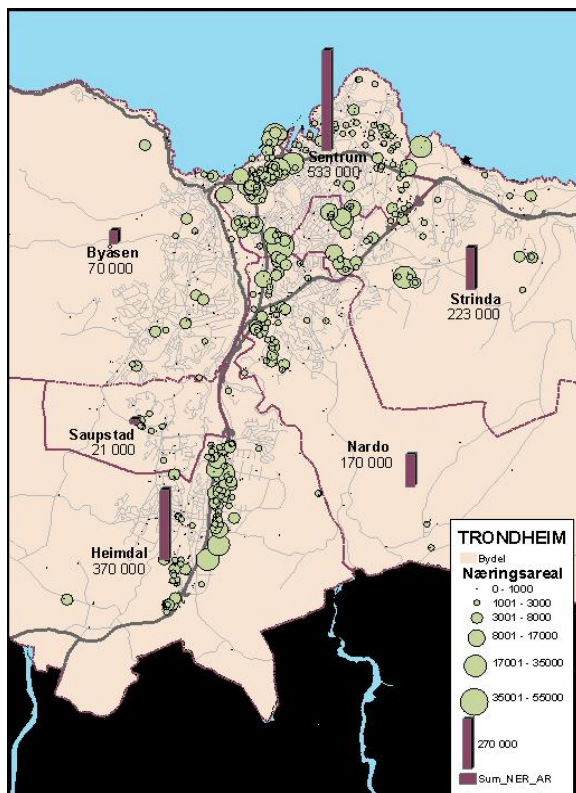 Sentrum
533 000
Byåsen
70 000
Strinda
223 000
Saupstad
21 000
Nardo
170 000
Heimdal
370 000
TRONDHEIM
Bydel
Næringsareal
0 - 1000
1001 - 3000
3001 - 8000
8001 - 17000
17001 - 35000
35001 - 55000
270 000
Sum_NER_AR